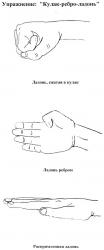 Упражнение: "Кулак-ребро-ладонь"
Ладонь, сжатая в кулак
Ладонь ребром
Распрямленная ладонь